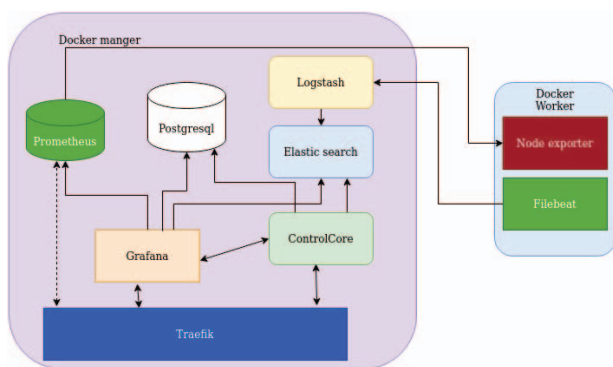 Docker manger
Logstash
Docker
Worker
Prometheus
Postgresql
Elastic search
Node exporter
Filebeat
Grafana
ControlCore
Traefik